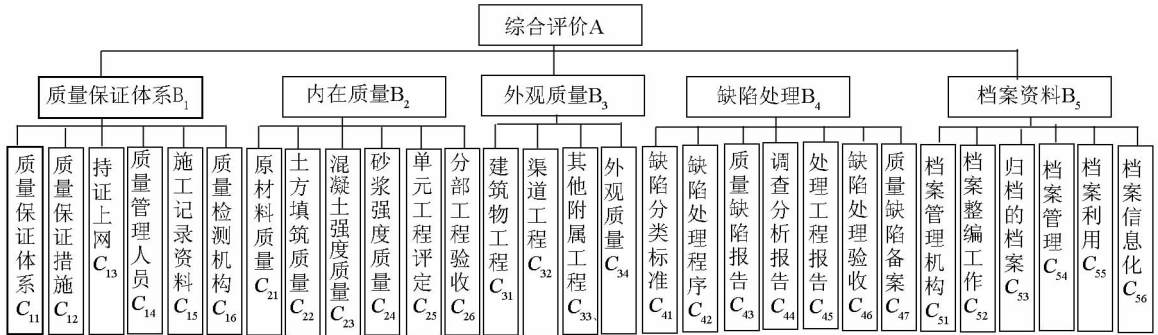 综合评价A
质量保证体系B1
内在质量B2
外观质量B3
缺陷处理B4
档案资料B5
质量保证体系C11
质量保证措施C12
持证上网C13
质量管理人员C14
施工记录资料C15
质量检测机构C16
原材料质量C21
土方填筑质量C22
混凝土强度质量C23
砂浆强度质量C24
单元工程评定C25
分部工程验收C26
建筑物工程C31
渠道工程C32
其他附属工程C33、
外观质量C34
缺陷分类标准C41
缺陷处理程序C42
质量缺陷报告C43
调查分析报告C44
处理工程报告C45
缺陷处理验收C46
质量缺陷备案C47
档案管理机构C51
档案整编工作C52
归档的档案C53
档案管理C54
档案利用C55
档案信息化C56